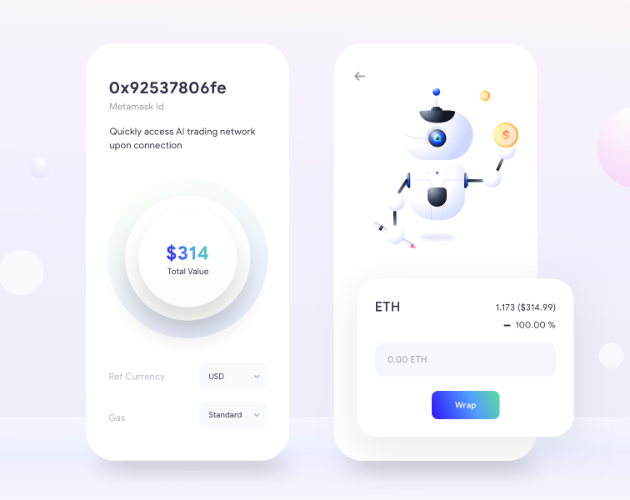 0x92537806fe
Metamask Id
Quickly access AI trading network
upon connection
$314
Total Value
Ref Currency
USD
Gas
Standard
$
ETH
1.173 ($314.99)
100.00 %
0.00 ETH
Wrap